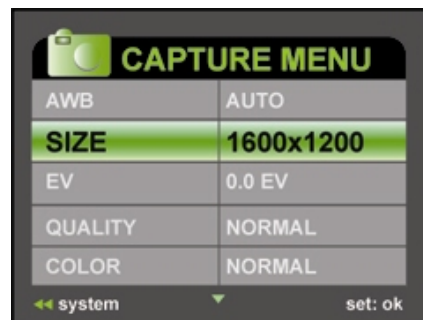 CAPTURE MENU
AWB AUTO
SIZE 1600x1200
EV 0.0 EV
QUALITY NORMAL
COLOR NORMAL
system set: ok